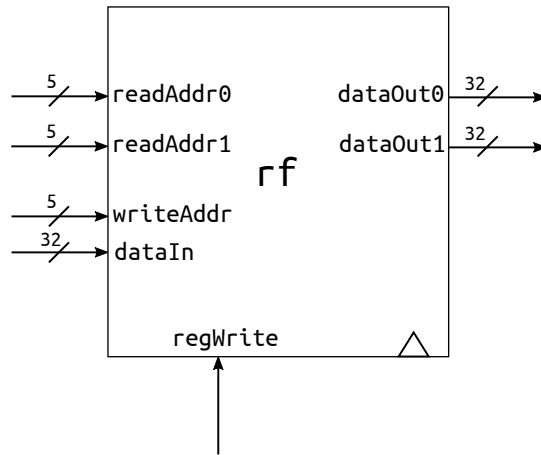 5 readAddr0 dataOut0 32
5 readAddr1 dataOut1 32
rf
5 writeAddr
32 dataIn
regWrite